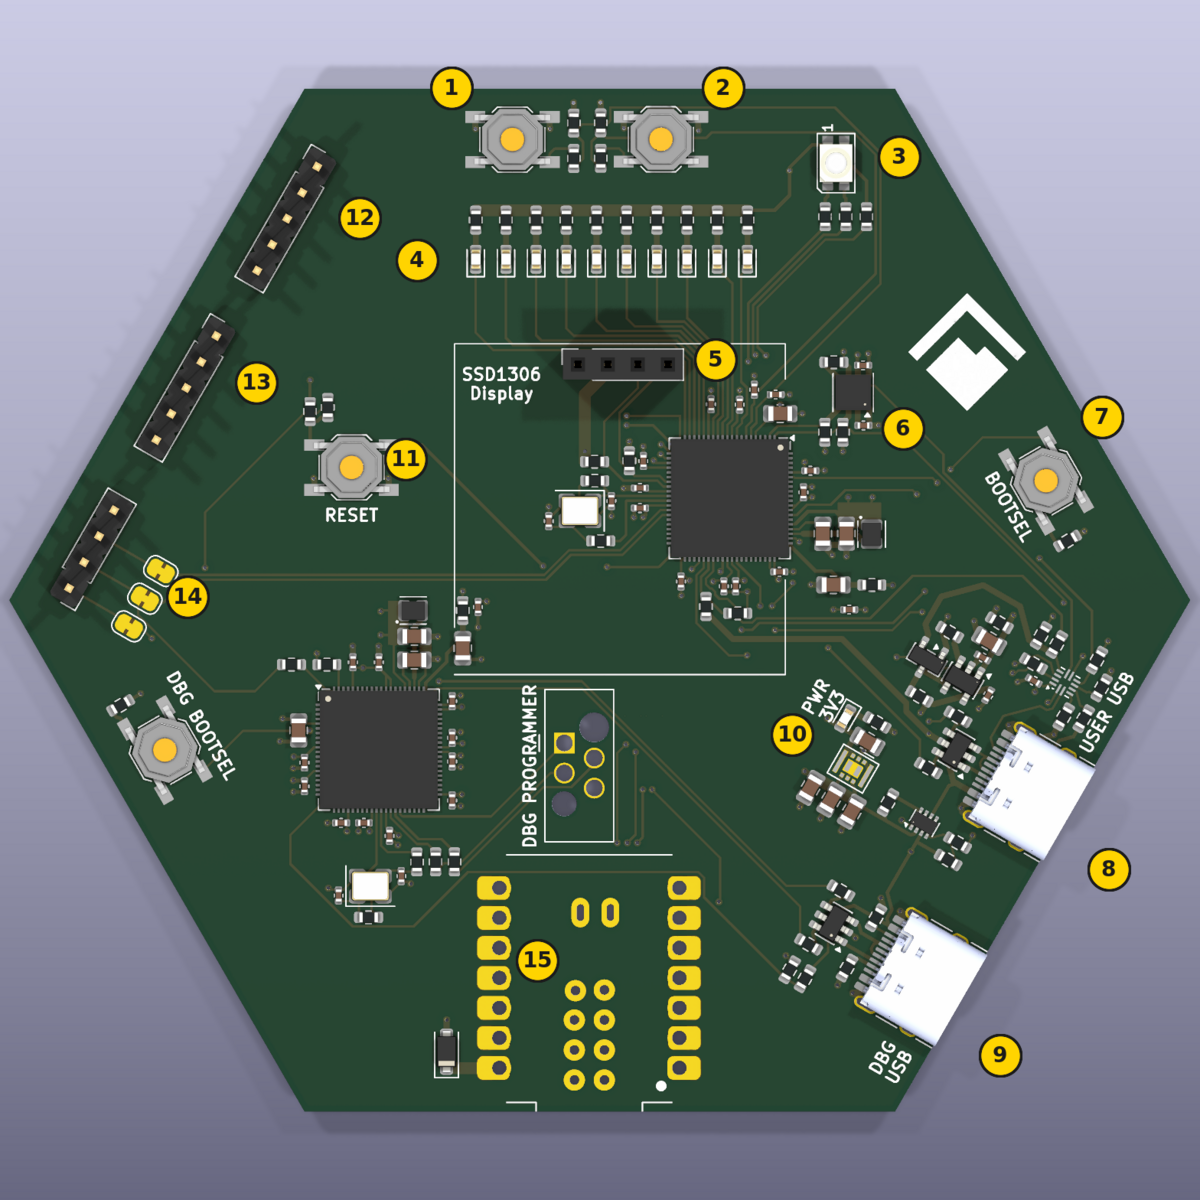 1
2
1
3
12
4
5
SSD1306
Display
13
6
7
11
BOOTSEL
RESET
14
DBG BOOTSEL
DBG PROGRAMMER
PWR
3V3
10
USER USB
8
15
9
DBG
USB